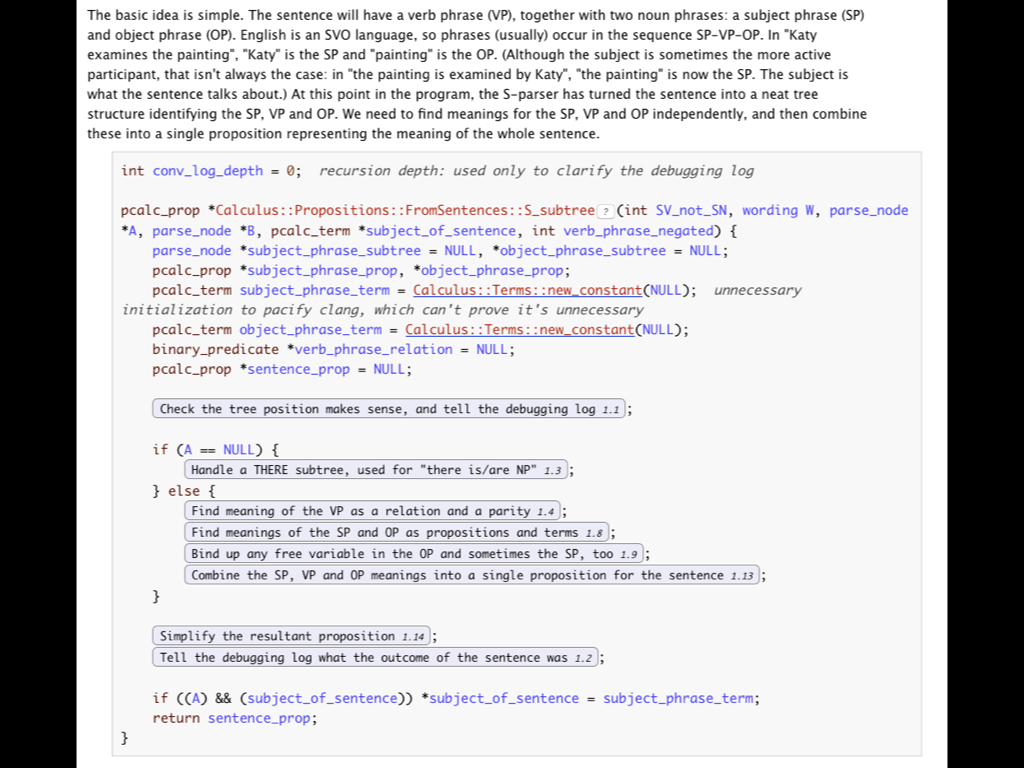 The basic idea is simple. The sentence will have a verb phrase (VP), together with two noun phrases: a subject phrase (SP)
and object phrase (OP). English is an SVO language, so phrases (usually) occur in the sequence SP-VP-OP. In "Katy
examines the painting", "Katy" is the SP and "painting" is the OP. (Although the subject is sometimes the more active
participant, that isn't always the case: in "the painting is examined by Katy", "the painting" is now the SP. The subject is
what the sentence talks about.) At this point in the program, the S-parser has turned the sentence into a neat tree
structure identifying the SP, VP and OP. We need to find meanings for the SP, VP and OP independently, and then combine
these into a single proposition representing the meaning of the whole sentence.
int conv_log_depth = 0; recursion depth: used only to clarify the debugging log
pcalc_prop *Calculus::Propositions::FromSentences::S_subtree ? (int SV_not_SN, wording W, parse_node
*A, parse_node *B, pcalc_term *subject_of_sentence, int verb_phrase_negated) {
parse_node *subject_phrase_subtree = NULL, *object_phrase_subtree = NULL;
pcalc_prop *subject_phrase_prop, *object_phrase_prop;
pcalc_term subject_phrase_term = Calculus::Terms::new_constant(NULL); unnecessary
initialization to pacify clang, which can't prove it's unnecessary
pcalc_term object_phrase_term = Calculus::Terms::new_constant(NULL);
binary_predicate *verb_phrase_relation = NULL;
pcalc_prop *sentence_prop = NULL;
Check the tree position makes sense, and tell the debugging log 1.1 ;
if (A == NULL) {
Handle a THERE subtree, used for "there is/are NP" 1.3 ;
} else {
Find meaning of the VP as a relation and a parity 1.4 ;
Find meanings of the SP and OP as propositions and terms 1.8 ;
Bind up any free variable in the OP and sometimes the SP, too 1.9 ;
Combine the SP, VP and OP meanings into a single proposition for the sentence 1.13 ;
}
Simplify the resultant proposition 1.14 ;
Tell the debugging log what the outcome of the sentence was 1.2 ;
if ((A) && (subject_of_sentence)) *subject_of_sentence = subject_phrase_term;
return sentence_prop;
}